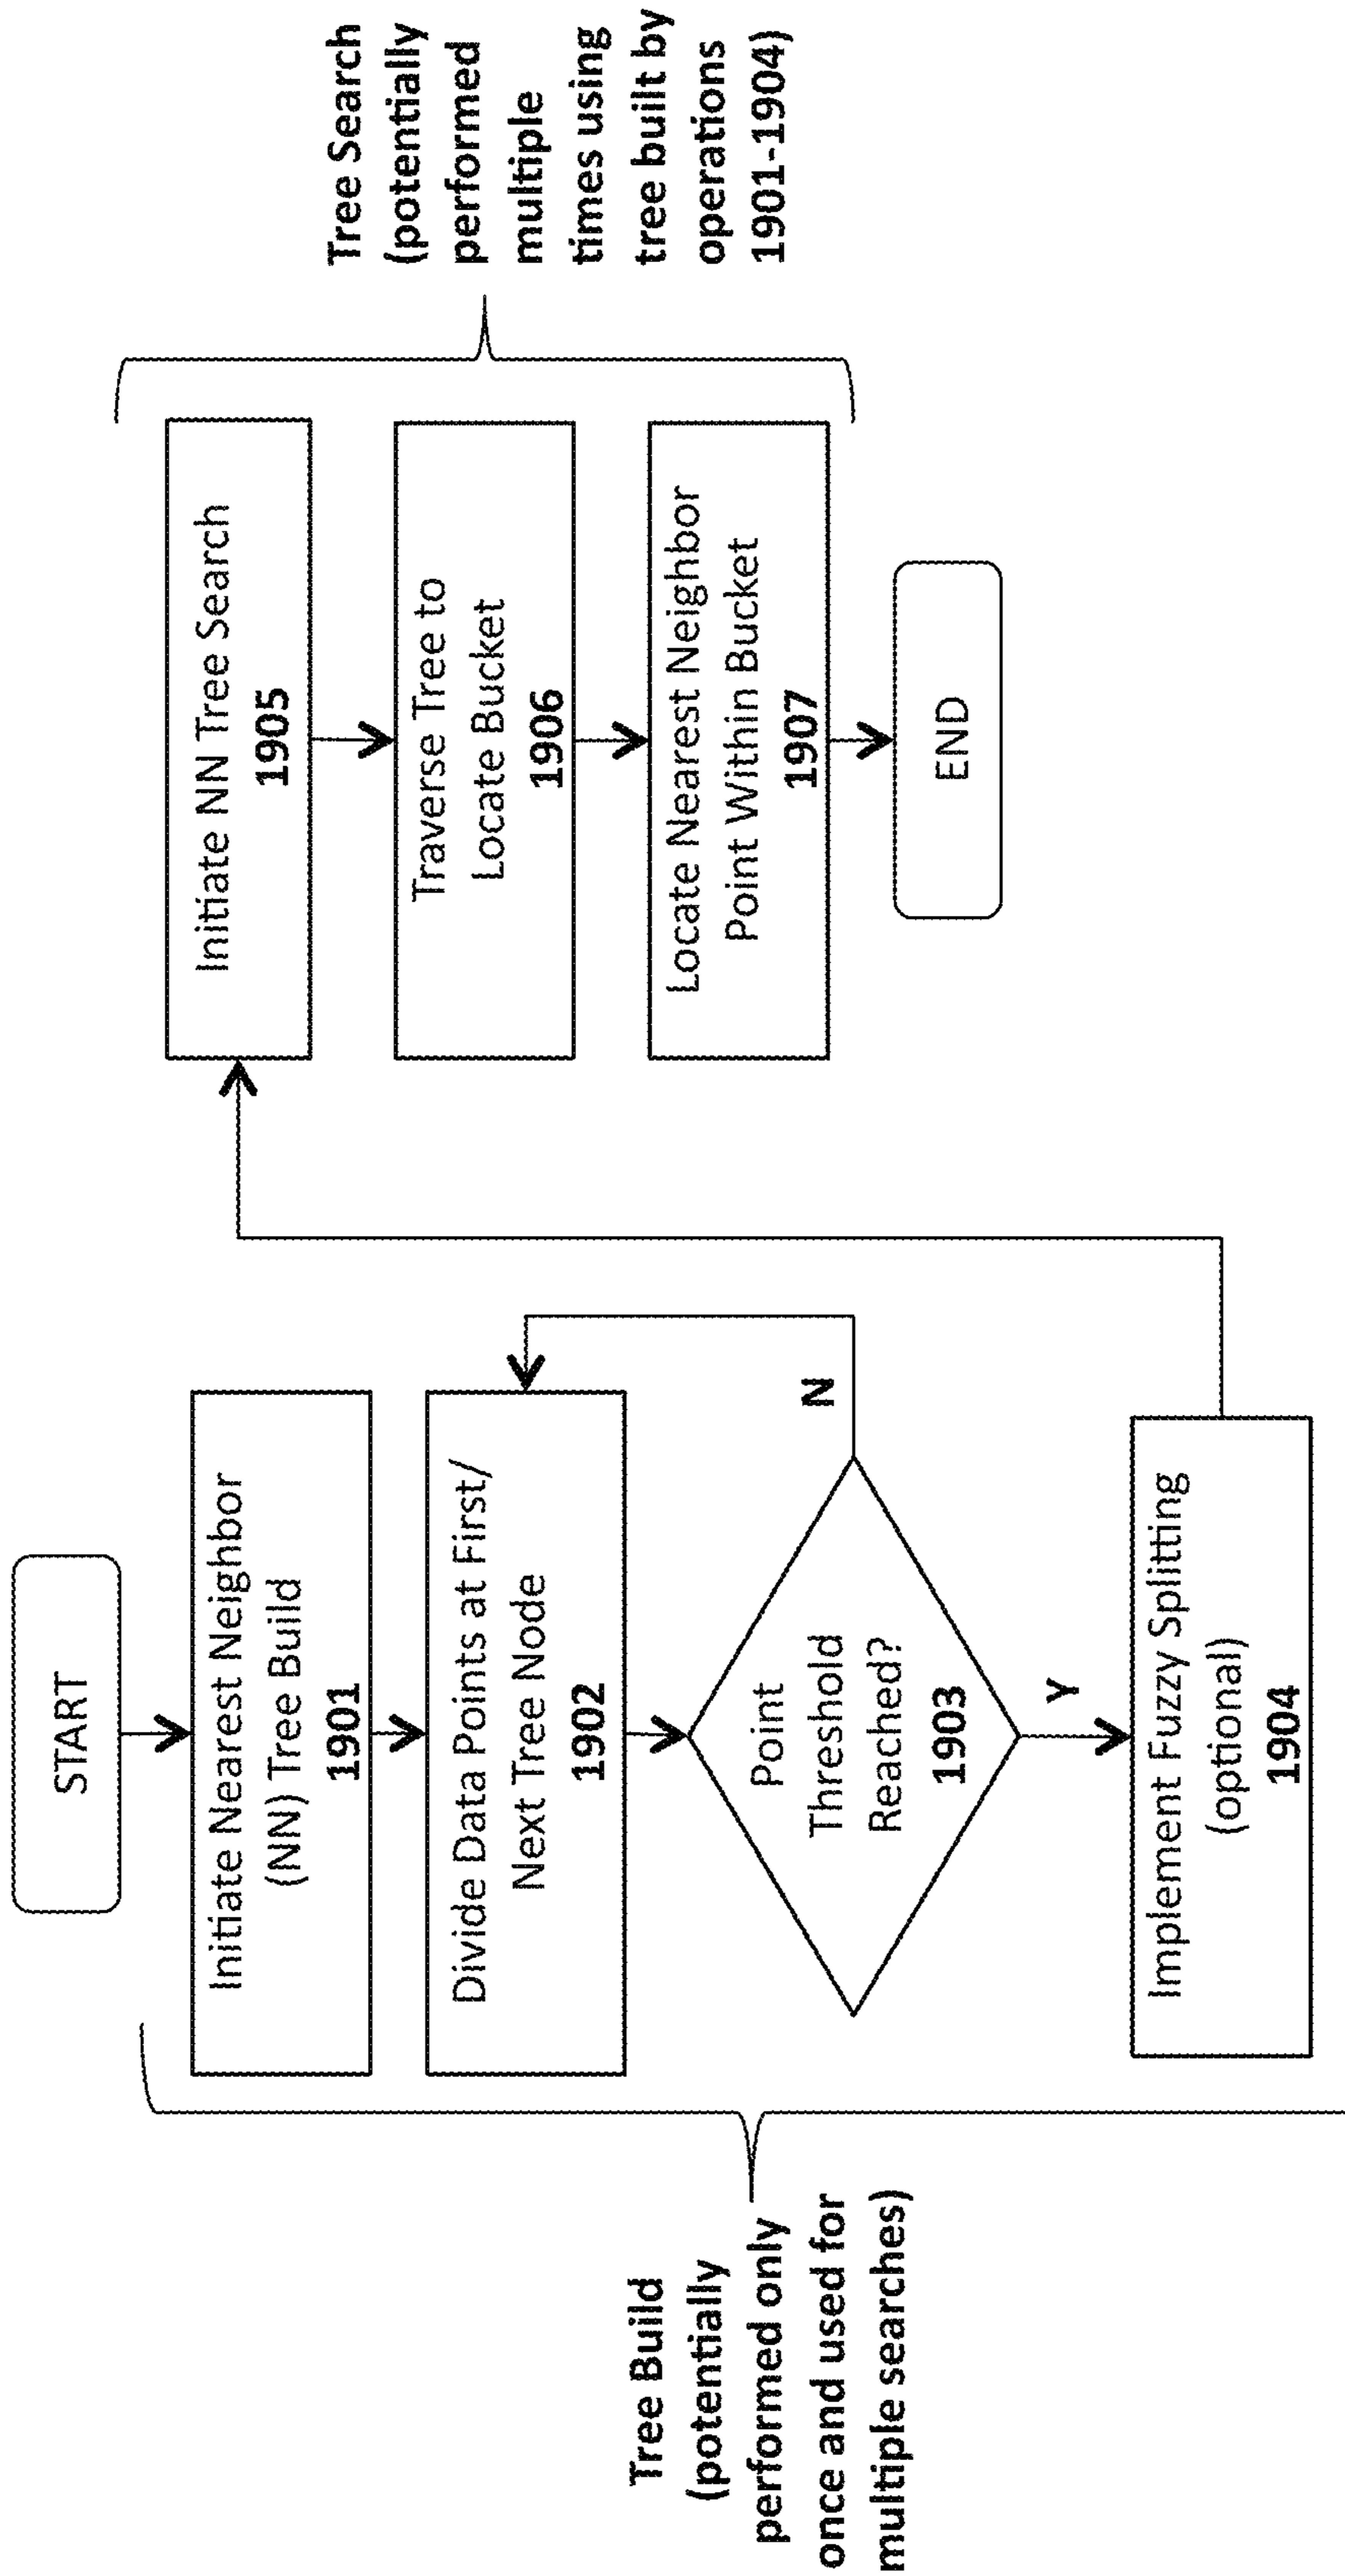 START
Initiate Nearest Neighbor
(NN) Tree Build
1901
Divide Data Points at First/
Next Tree Node
1902
Point
Threshold
Reached?
1903
N
Y
Implement Fuzzy Splitting
(optional)
1904
Tree Build
(potentially
performed only
once and used for
multiple searches)
Initiate NN Tree Search
1905
Traverse Tree to
Locate Bucket
1906
Locate Nearest Neighbor
Point Within Bucket
1907
END
Tree Search
(potentially
performed
multiple
times using
tree built by
operations
1901-1904)